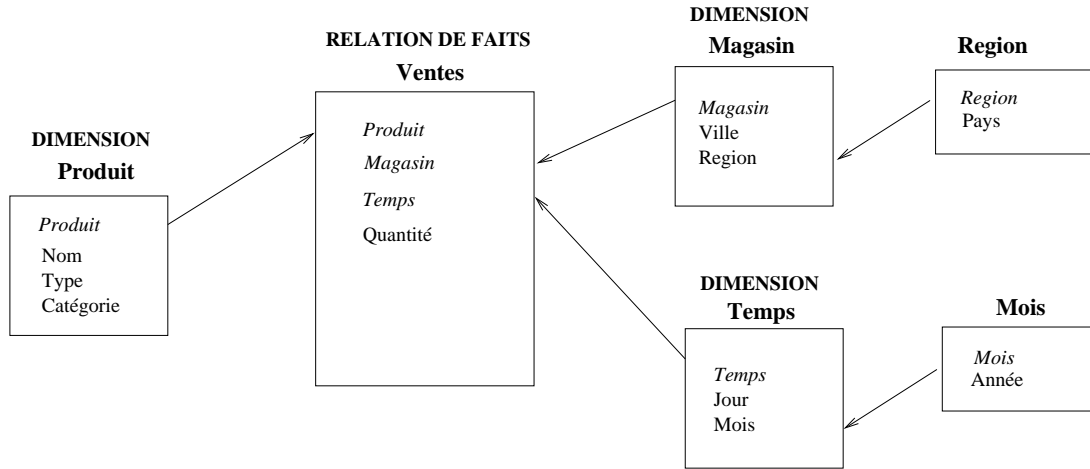 DIMENSION
Produit
Produit
Nom
Type
Catégorie
RELATION DE FAITS
Ventes
Produit
Magasin
Temps
Quantité
DIMENSION
Magasin
Magasin
Ville
Region
Region
Region
Pays
DIMENSION
Temps
Temps
Jour
Mois
Mois
Mois
Année